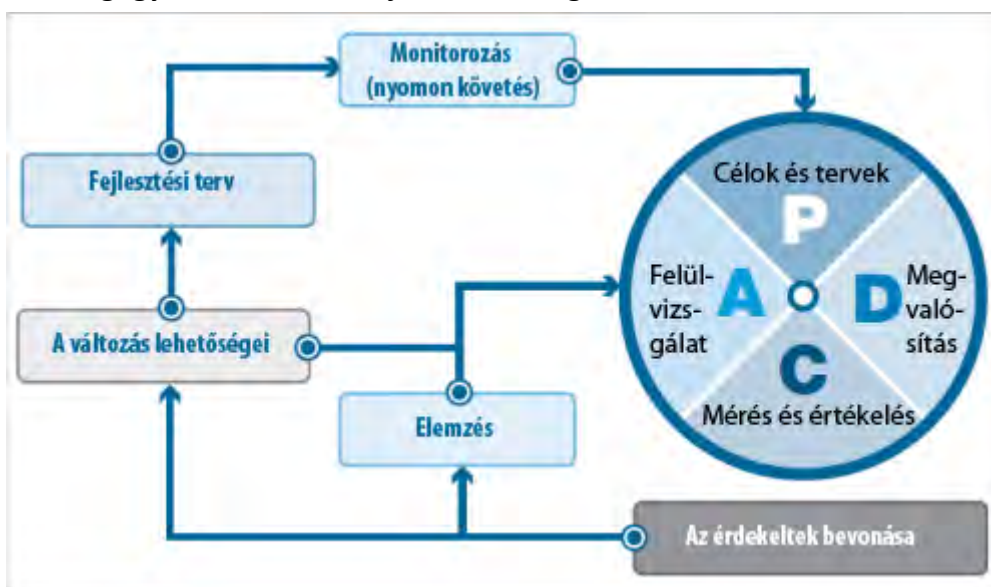 Monitorozás
(nyomon követés)
Fejlesztési terv
Célok és tervek
P
Felül-
vizs-
gálat
A
D
Meg-
való-
sítás
A változás lehetőségei
C
Mérés és értékelés
Elemzés
Az érdekeltek bevonása